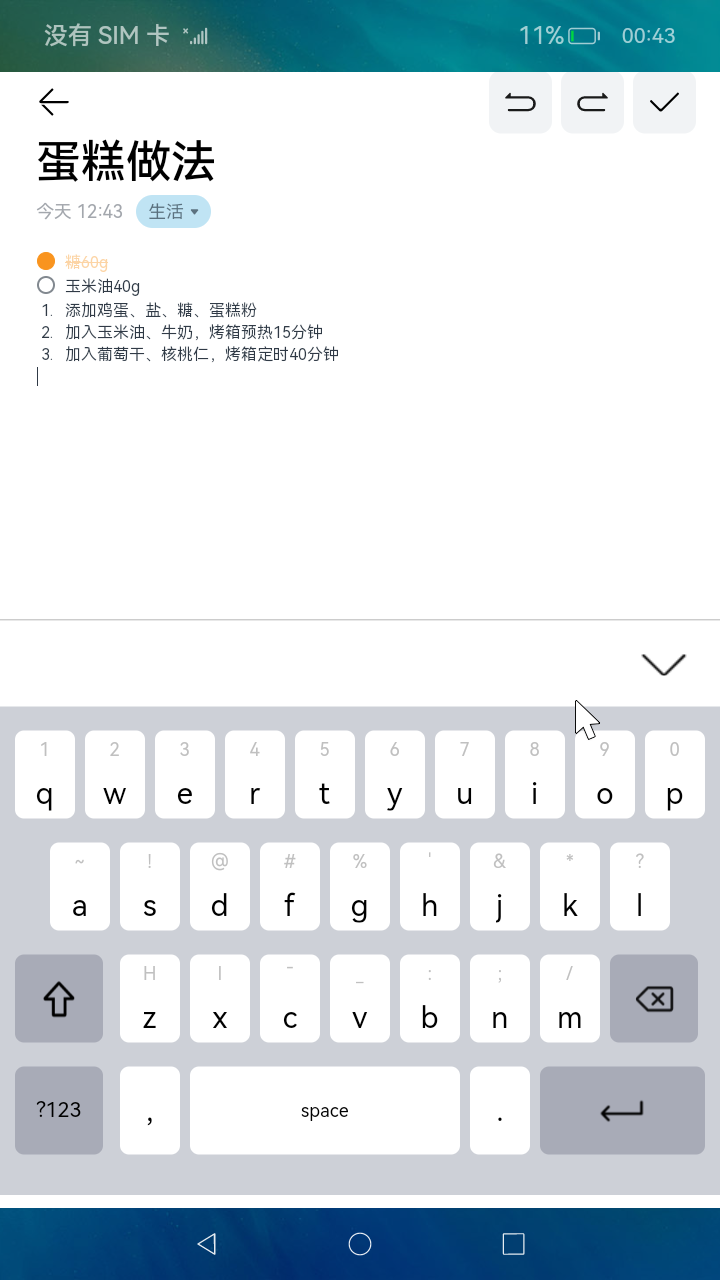 没有 SIM 卡 11% 00:43
蛋糕做法
今天 12:43 生活
糖60g
玉米油40g
1. 添加鸡蛋、盐、糖、蛋糕粉
2. 加入玉米油、牛奶，烤箱预热15分钟
3. 加入葡萄干、核桃仁，烤箱定时40分钟
1 2 3 4 5 6 7 8 9 0
q w e r t y u i o p
~ ! @ # % ' & * ?
a s d f g h j k l
H I ¯ _ : ; /
z x c v b n m
?123 , space .